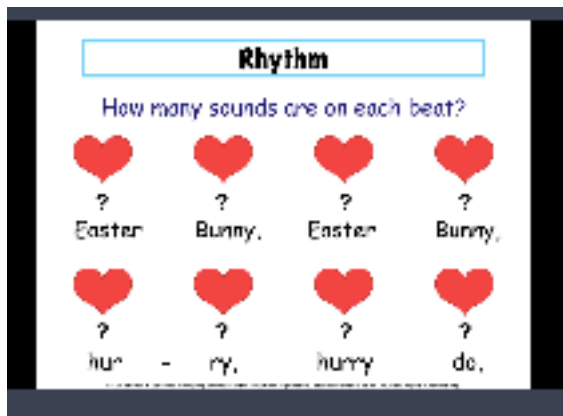 Rhythm
How many sounds are on each beat?
? ? ? ?
Easter Bunny, Easter Bunny,
? ? ? ?
hur - ry, hurry do,